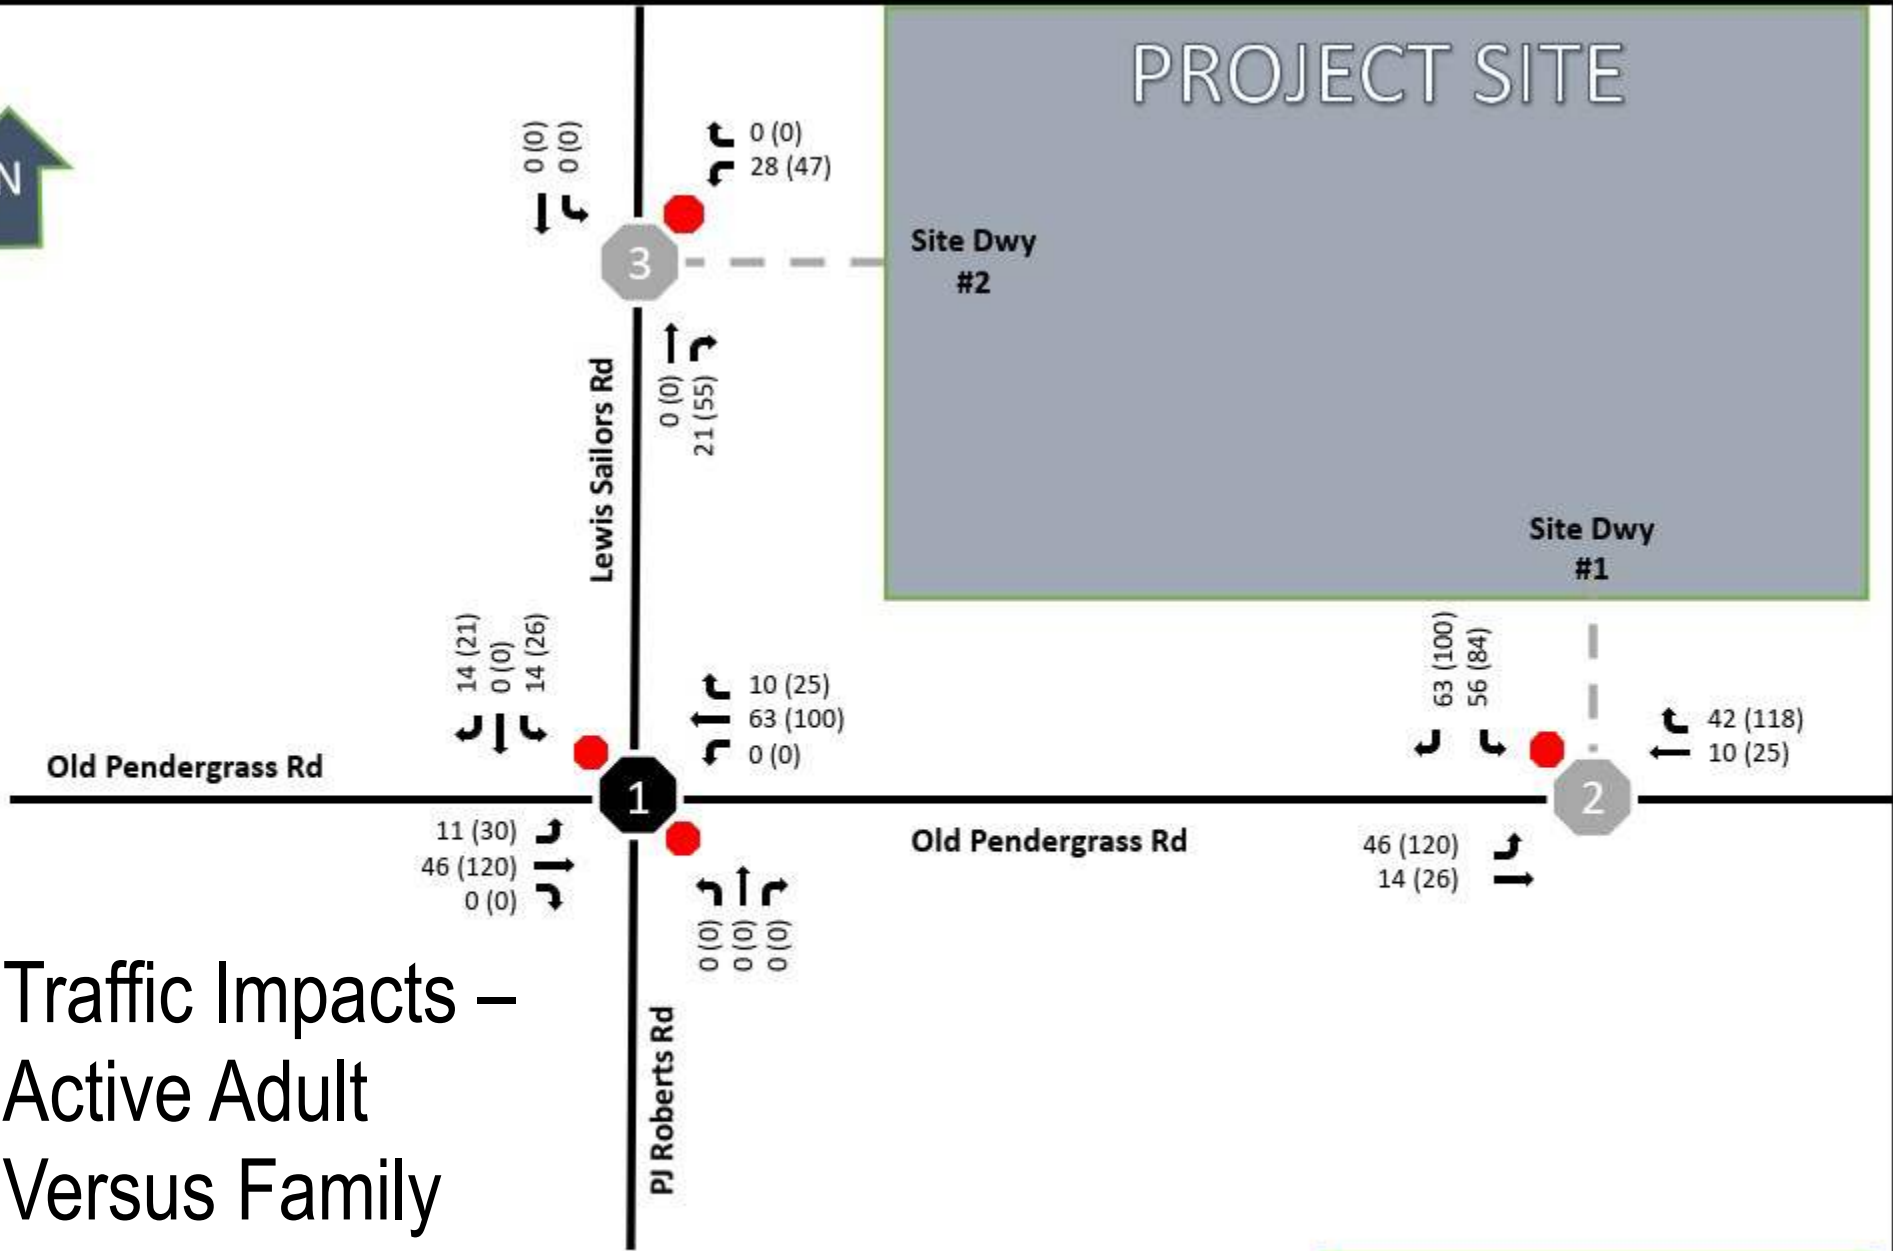 PROJECT SITE
N
0 (0)
0 (0)
0 (0)
28 (47)
3
Site Dwy
#2
0 (0)
21 (55)
Lewis Sailors Rd
Site Dwy
#1
14 (21)
0 (0)
14 (26)
10 (25)
63 (100)
0 (0)
63 (100)
56 (84)
42 (118)
10 (25)
Old Pendergrass Rd
1
2
11 (30)
46 (120)
0 (0)
Old Pendergrass Rd
46 (120)
14 (26)
0 (0)
0 (0)
0 (0)
PJ Roberts Rd
Traffic Impacts –
Active Adult
Versus Family